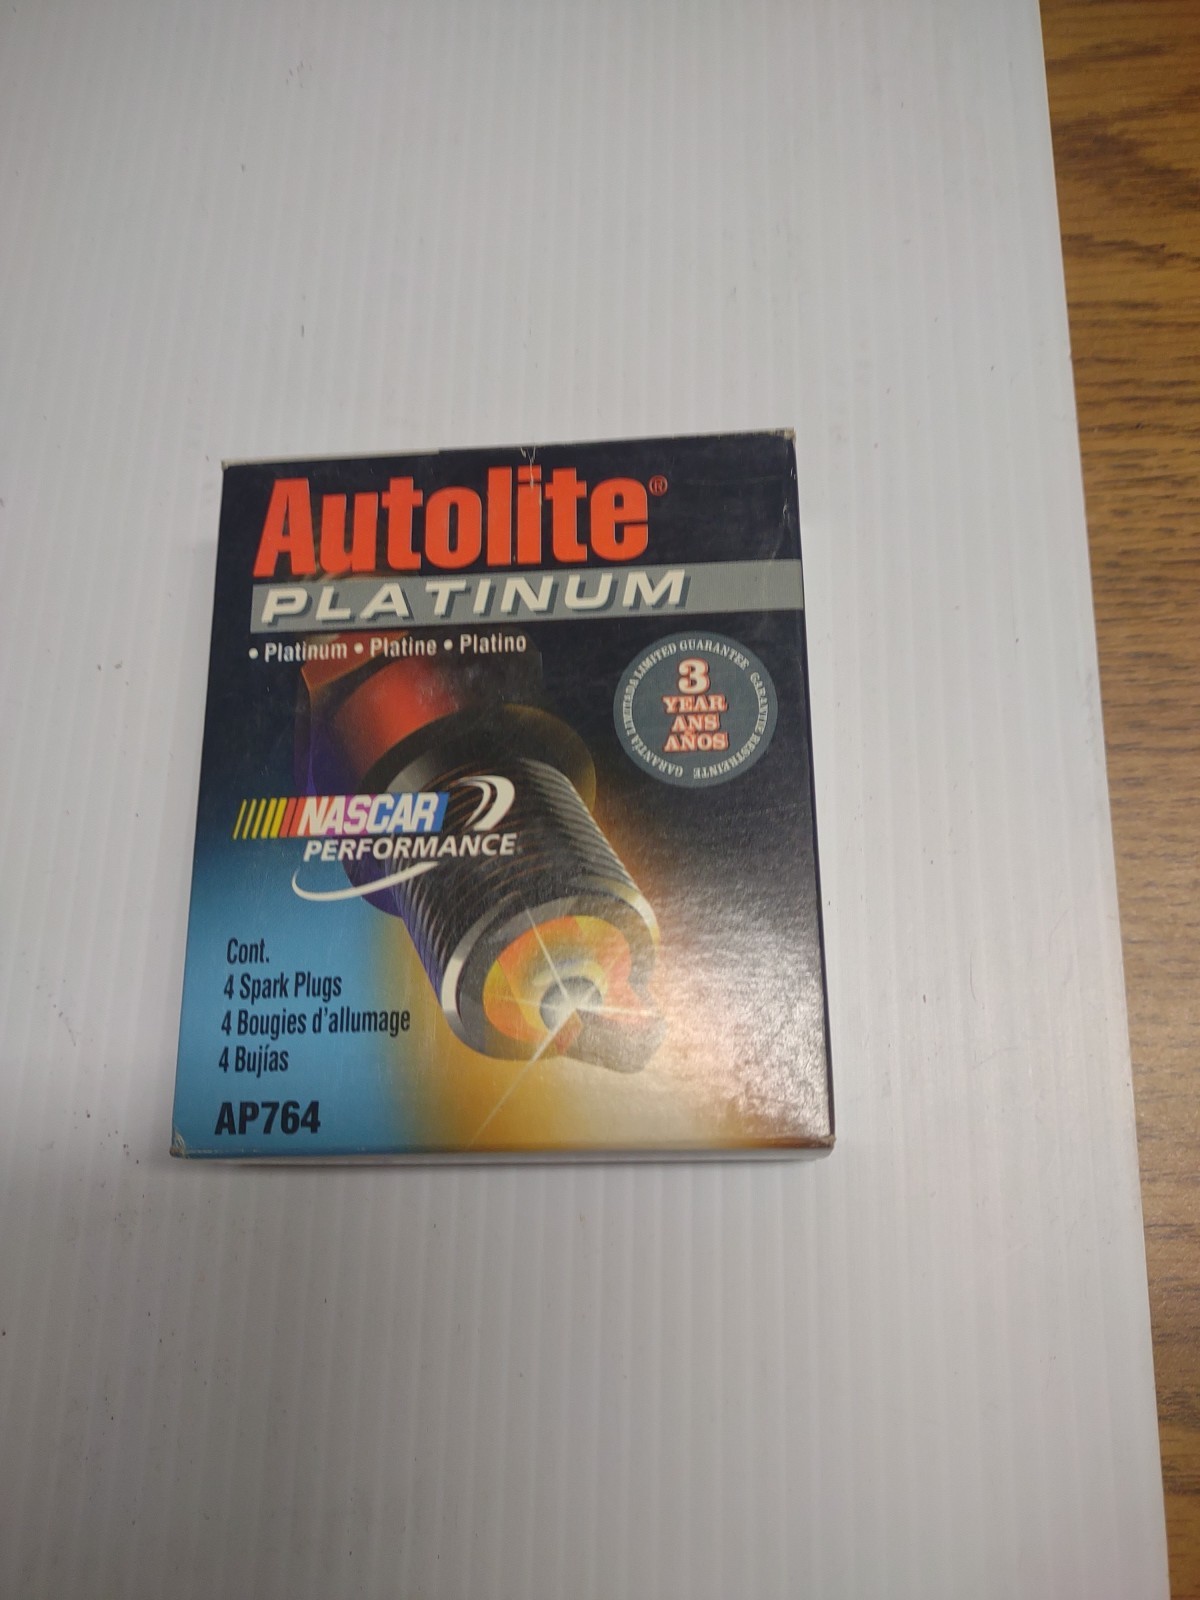 Autolite®
PLATINUM
• Platinum • Platine • Platino
LIMITED GUARANTEE GARANTIE RESTREINTE GARANTÍA LIMITADA
3
YEAR
ANS
AÑOS
NASCAR
PERFORMANCE
Cont.
4 Spark Plugs
4 Bougies d'allumage
4 Bujías
AP764